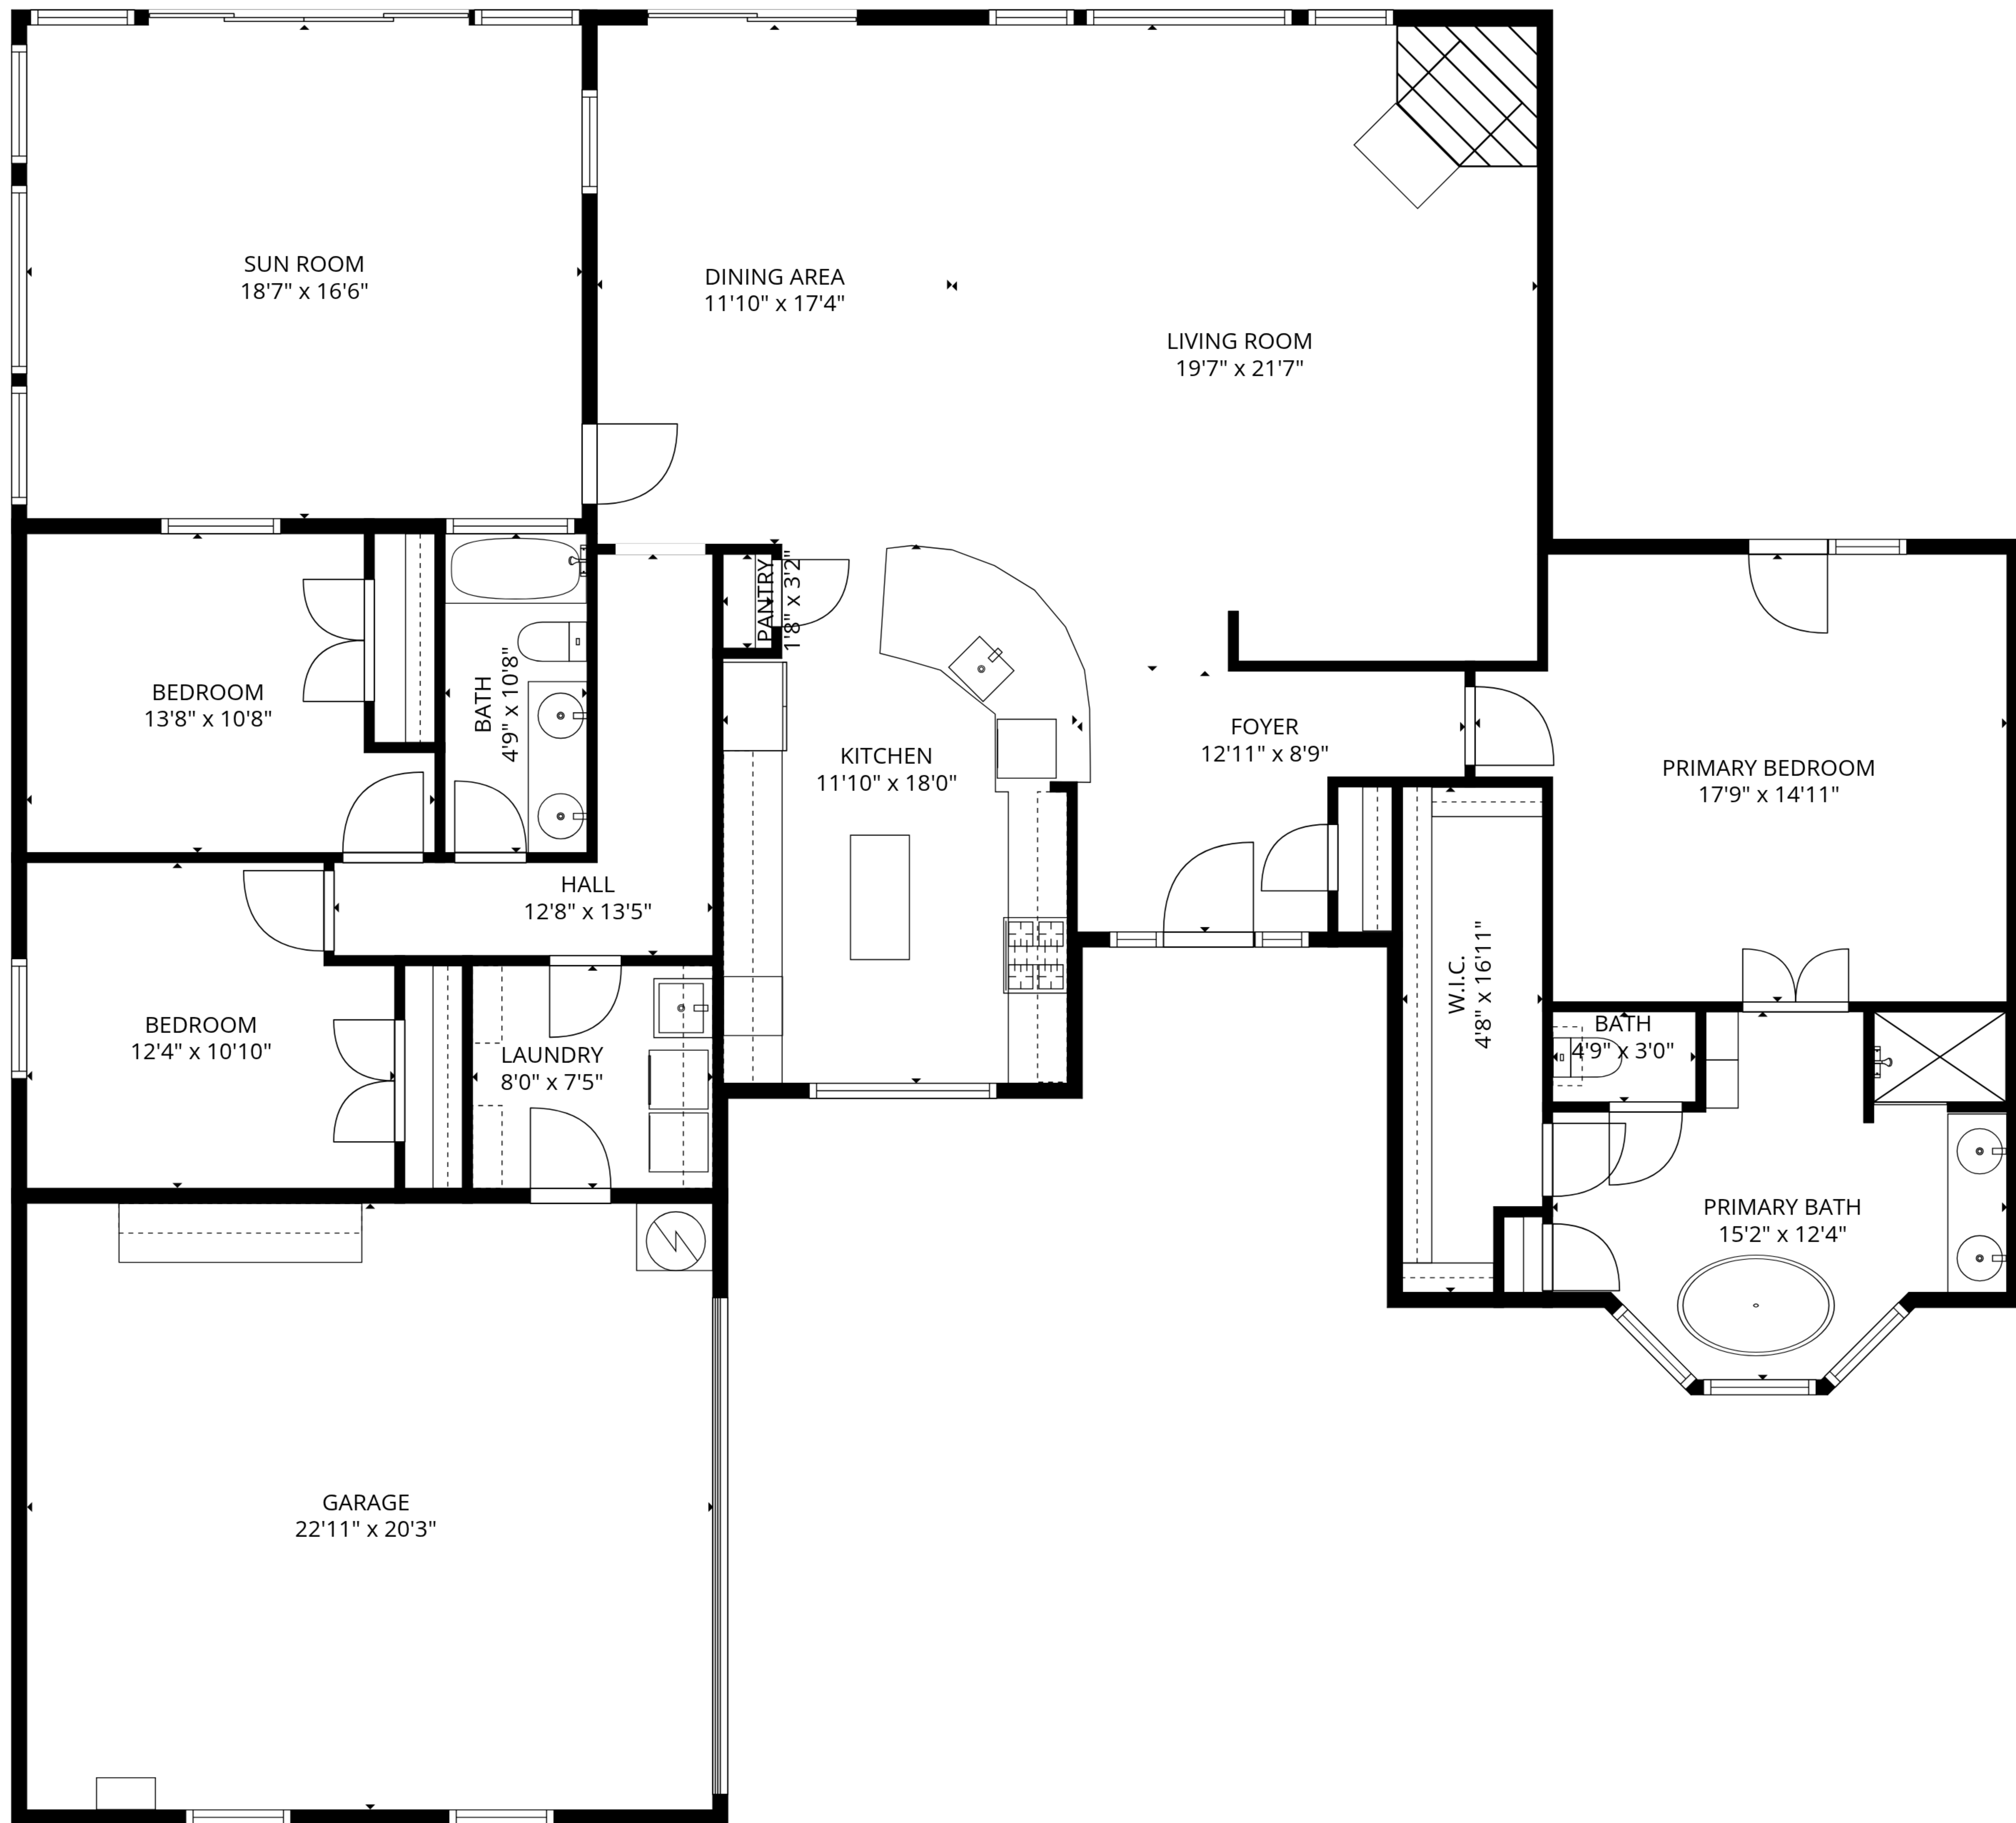 SUN ROOM
18'7" x 16'6"
DINING AREA
11'10" x 17'4"
LIVING ROOM
19'7" x 21'7"
PANTRY
1'8" x 3'2"
BEDROOM
13'8" x 10'8"
BATH
4'9" x 10'8"
KITCHEN
11'10" x 18'0"
FOYER
12'11" x 8'9"
PRIMARY BEDROOM
17'9" x 14'11"
HALL
12'8" x 13'5"
W.I.C.
4'8" x 16'11"
BEDROOM
12'4" x 10'10"
LAUNDRY
8'0" x 7'5"
BATH
4'9" x 3'0"
PRIMARY BATH
15'2" x 12'4"
GARAGE
22'11" x 20'3"